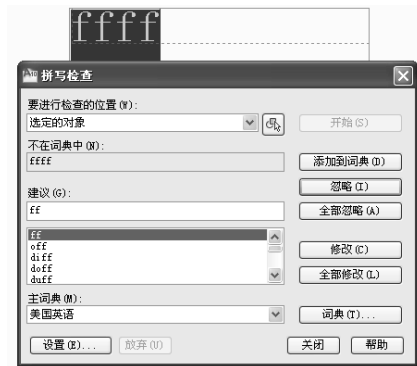 ffff
拼写检查
要进行检查的位置(W):
选定的对象
开始(S)
不在词典中(N):
ffff
添加到词典(D)
忽略(I)
建议(G):
ff
全部忽略(A)
ff
off
diff
doff
duff
修改(C)
全部修改(L)
主词典(M):
美国英语
词典(T)...
设置(E)...
放弃(U)
关闭
帮助